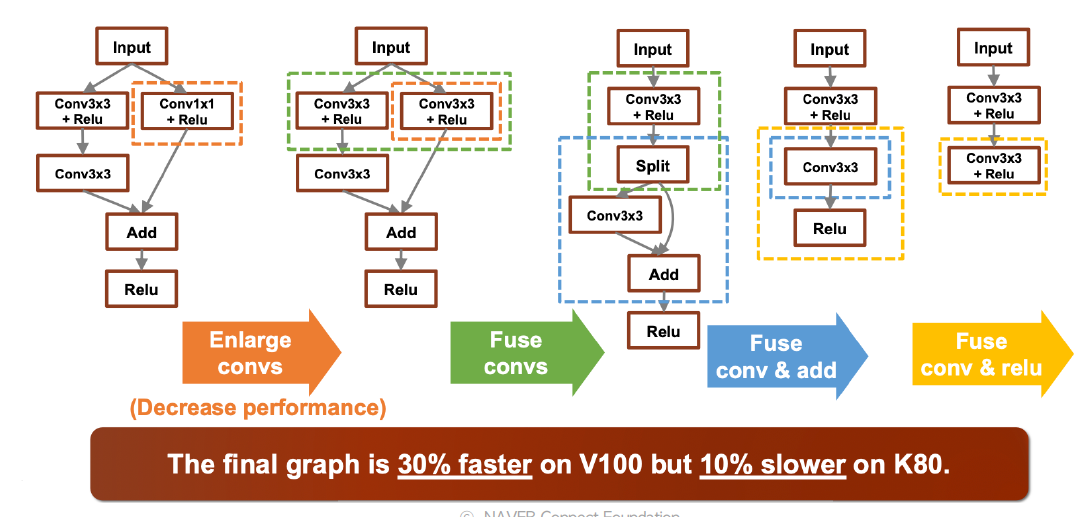 Input
Conv3x3
+ Relu
Conv1x1
+ Relu
Conv3x3
Add
Relu
Input
Conv3x3
+ Relu
Conv3x3
+ Relu
Conv3x3
Add
Relu
Input
Conv3x3
+ Relu
Split
Conv3x3
Add
Relu
Input
Conv3x3
+ Relu
Conv3x3
Relu
Input
Conv3x3
+ Relu
Conv3x3
+ Relu
Enlarge
convs
(Decrease performance)
Fuse
convs
Fuse
conv & add
Fuse
conv & relu
The final graph is 30% faster on V100 but 10% slower on K80.
© NAVER Connect Foundation